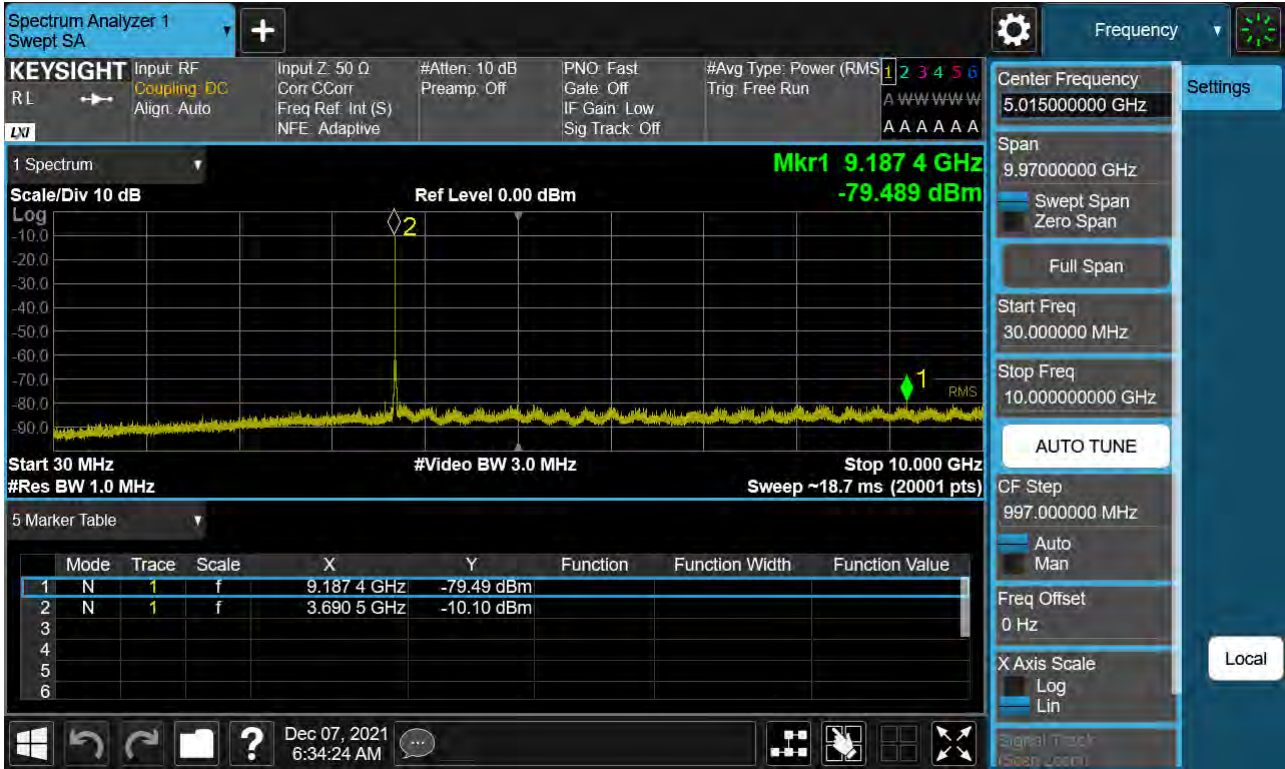 Spectrum Analyzer 1
Swept SA
+
Frequency
KEYSIGHT
R L
LXI
Input: RF
Coupling: DC
Align: Auto
Input Z: 50 Ω
Corr CCorr
Freq Ref: Int (S)
NFE: Adaptive
#Atten: 10 dB
Preamp: Off
PNO: Fast
Gate: Off
IF Gain: Low
Sig Track: Off
#Avg Type: Power (RMS
Trig: Free Run
1 2 3 4 5 6
A W W W W W
A A A A A A
1 Spectrum
Mkr1 9.187 4 GHz
-79.489 dBm
Scale/Div 10 dB
Ref Level 0.00 dBm
Log
-10.0
-20.0
-30.0
-40.0
-50.0
-60.0
-70.0
-80.0
-90.0
2
1
RMS
Start 30 MHz
#Video BW 3.0 MHz
Stop 10.000 GHz
#Res BW 1.0 MHz
Sweep ~18.7 ms (20001 pts)
5 Marker Table
Mode Trace Scale X Y Function Function Width Function Value
1 N 1 f 9.187 4 GHz -79.49 dBm
2 N 1 f 3.690 5 GHz -10.10 dBm
3
4
5
6
Center Frequency
5.015000000 GHz
Span
9.97000000 GHz
Swept Span
Zero Span
Full Span
Start Freq
30.000000 MHz
Stop Freq
10.000000000 GHz
AUTO TUNE
CF Step
997.000000 MHz
Auto
Man
Freq Offset
0 Hz
X Axis Scale
Log
Lin
Signal Track
(Span Zoom)
Settings
Local
?
Dec 07, 2021
6:34:24 AM